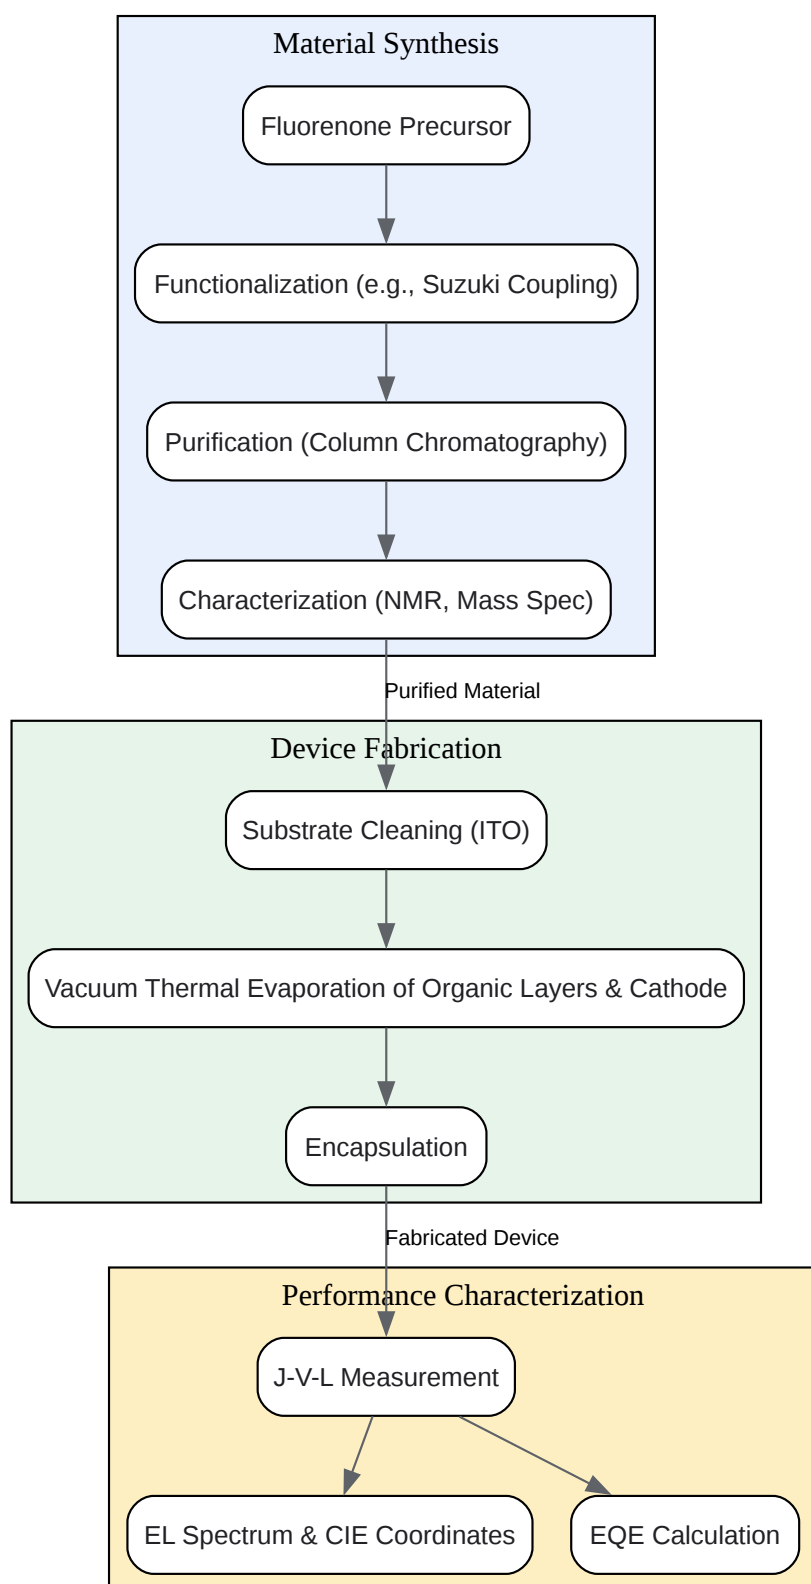 Material Synthesis
Fluorenone Precursor
Functionalization (e.g., Suzuki Coupling)
Purification (Column Chromatography)
Characterization (NMR, Mass Spec)
Purified Material
Device Fabrication
Substrate Cleaning (ITO)
Vacuum Thermal Evaporation of Organic Layers & Cathode
Encapsulation
Fabricated Device
Performance Characterization
J-V-L Measurement
EL Spectrum & CIE Coordinates
EQE Calculation